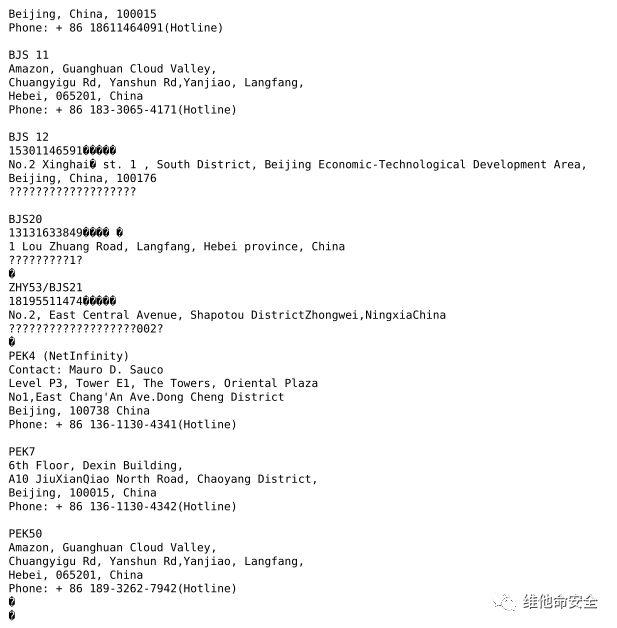 Beijing, China, 100015
Phone: + 86 18611464091(Hotline)
BJS 11
Amazon, Guanghuan Cloud Valley,
Chuangyigu Rd, Yanshun Rd,Yanjiao, Langfang,
Hebei, 065201, China
Phone: + 86 183-3065-4171(Hotline)
BJS 12
15301146591�����
No.2 Xinghai� st. 1 , South District, Beijing Economic-Technological Development Area,
Beijing, China, 100176
???????????????????
BJS20
13131633849���� �
1 Lou Zhuang Road, Langfang, Hebei province, China
?????????1?
�
ZHY53/BJS21
18195511474�����
No.2, East Central Avenue, Shapotou DistrictZhongwei,NingxiaChina
???????????????????002?
�
PEK4 (NetInfinity)
Contact: Mauro D. Sauco
Level P3, Tower E1, The Towers, Oriental Plaza
No1,East Chang'An Ave.Dong Cheng District
Beijing, 100738 China
Phone: + 86 136-1130-4341(Hotline)
PEK7
6th Floor, Dexin Building,
A10 JiuXianQiao North Road, Chaoyang District,
Beijing, 100015, China
Phone: + 86 136-1130-4342(Hotline)
PEK50
Amazon, Guanghuan Cloud Valley,
Chuangyigu Rd, Yanshun Rd,Yanjiao, Langfang,
Hebei, 065201, China
Phone: + 86 189-3262-7942(Hotline)
�
�
维他命安全